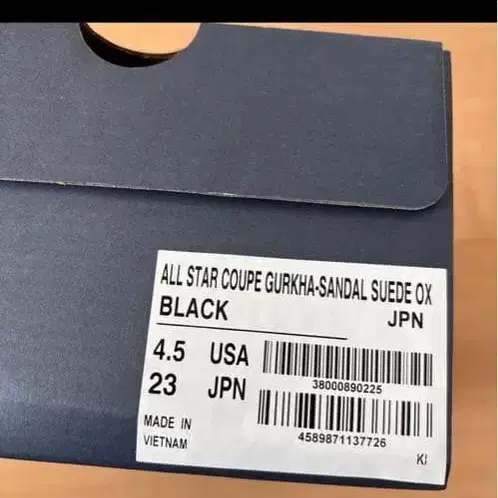 ALL STAR COUPE GURKHA-SANDAL SUEDE OX
BLACK JPN
4.5 USA
38000890225
23 JPN
4589871137726
MADE IN
VIETNAM
KI